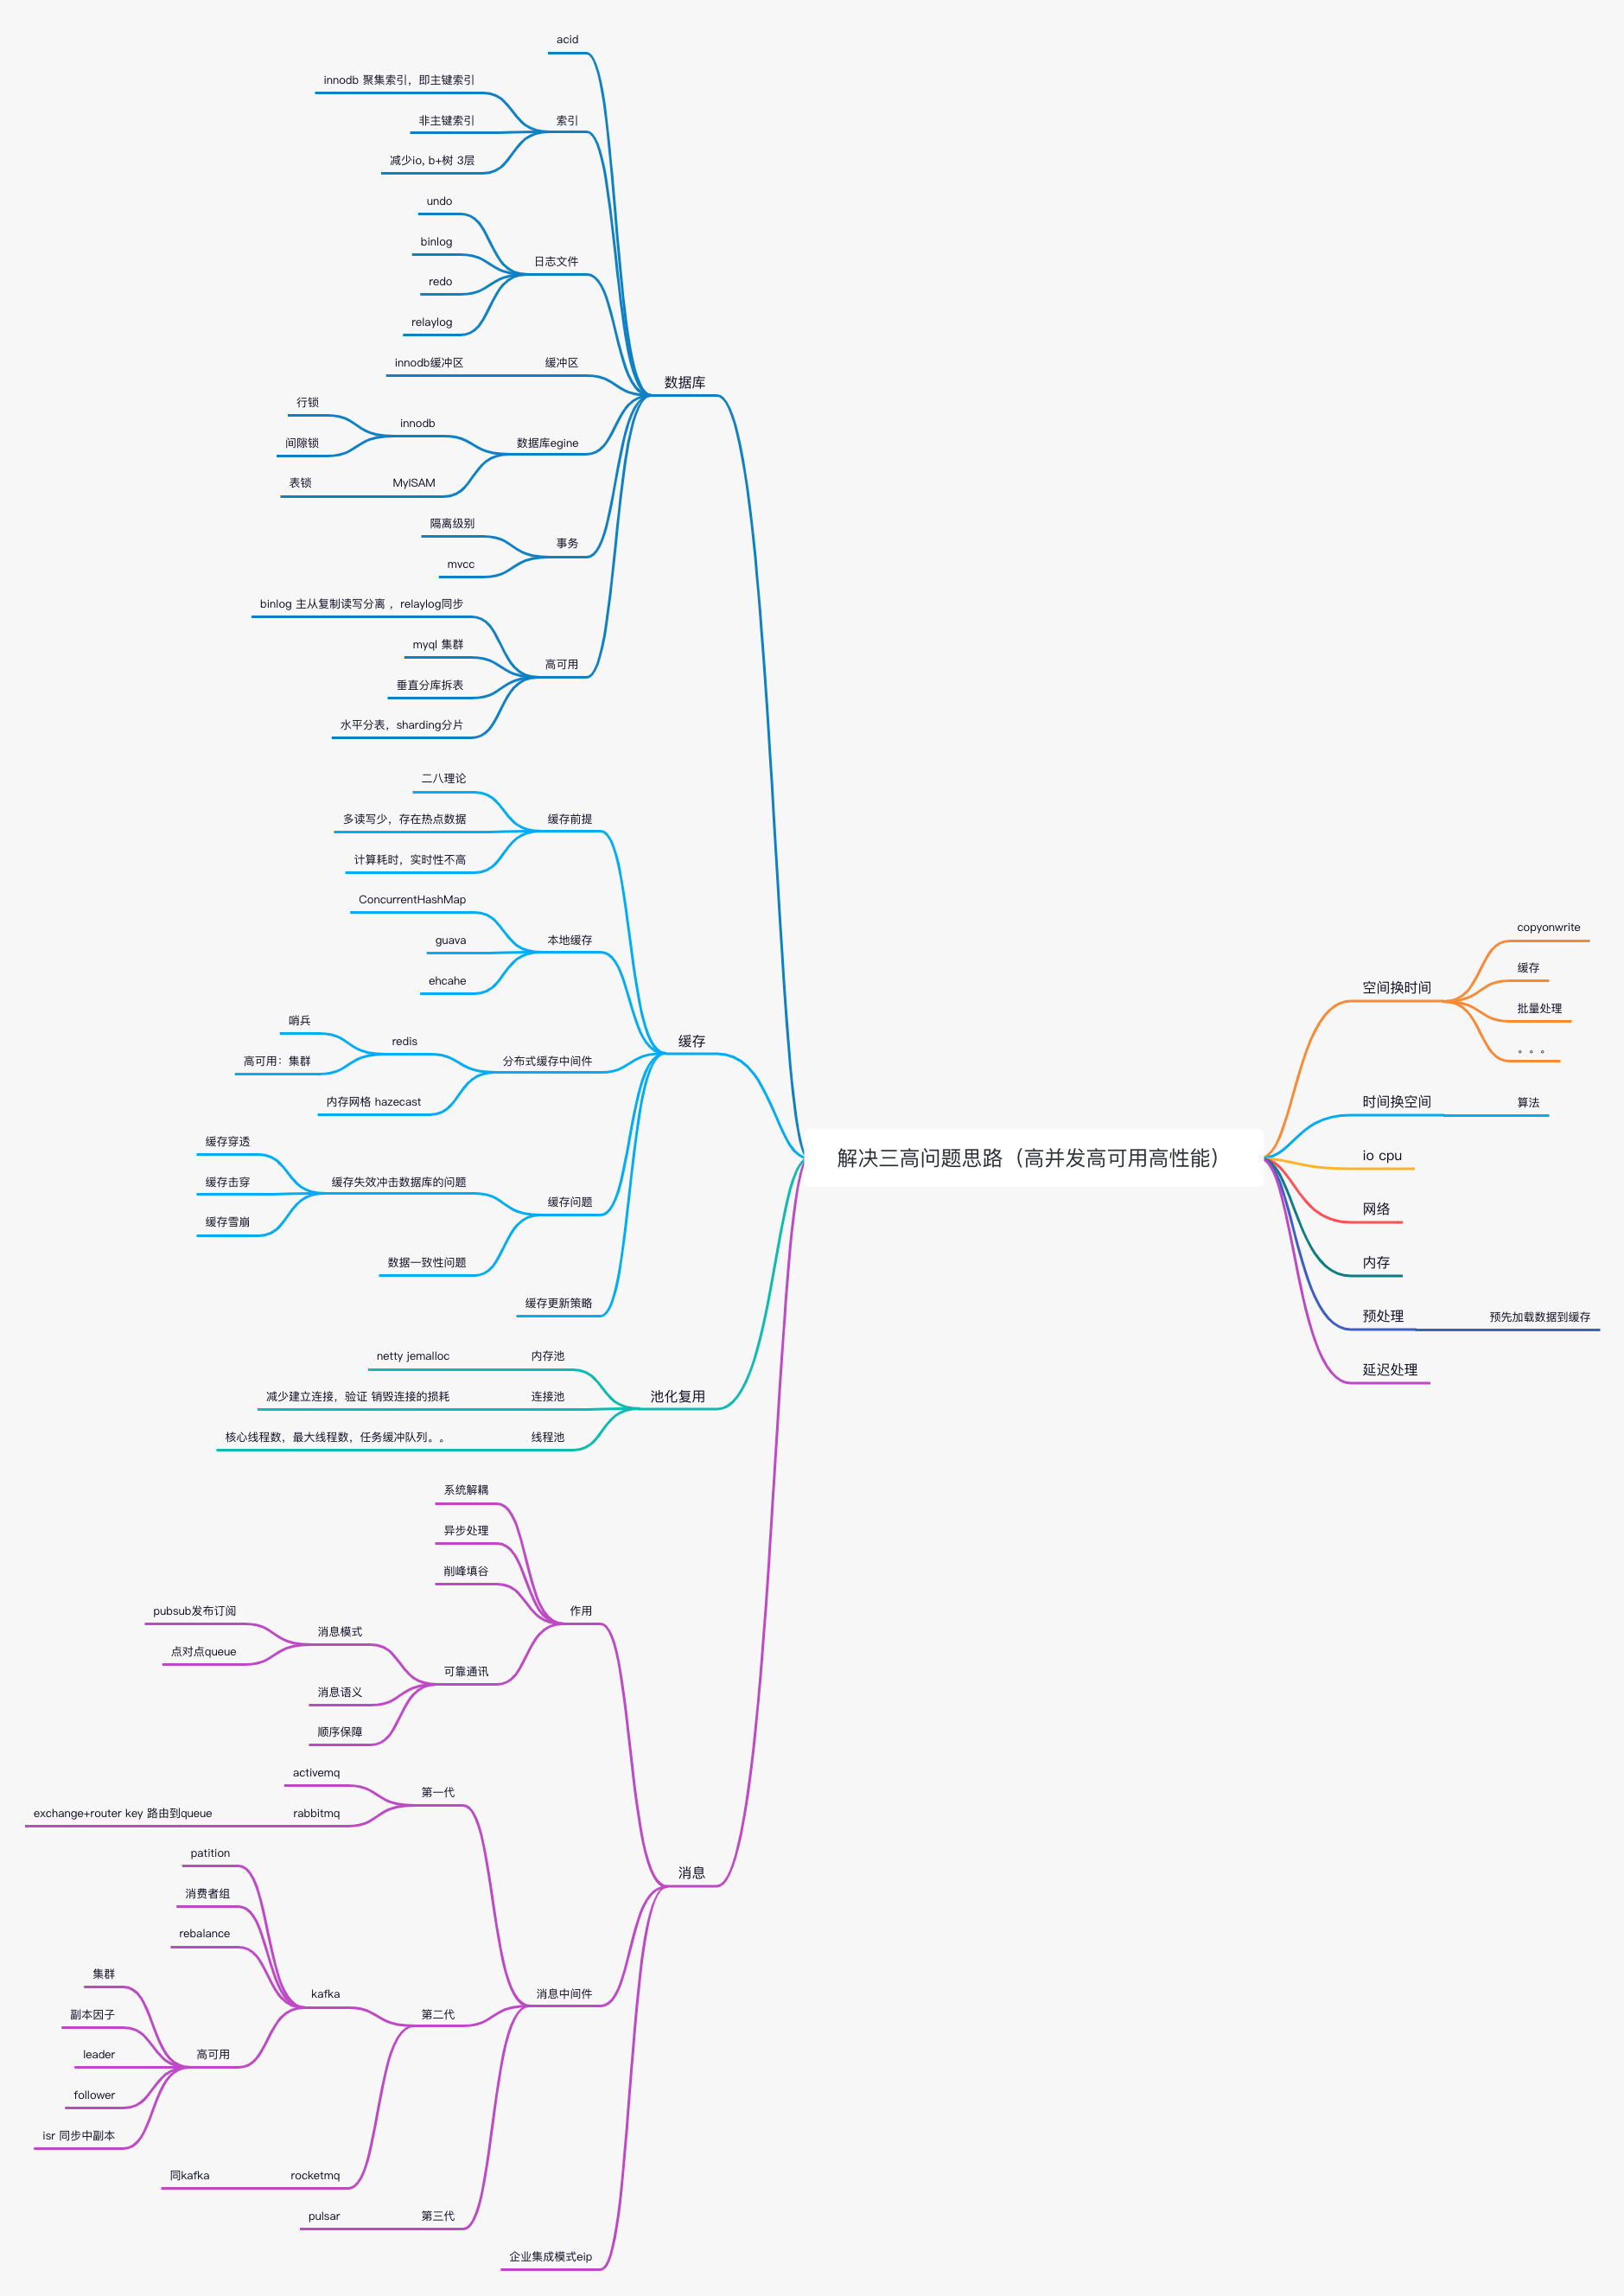 解决三高问题思路（高并发高可用高性能）
数据库
acid
索引
innodb 聚集索引，即主键索引
非主键索引
减少io, b+树 3层
日志文件
undo
binlog
redo
relaylog
缓冲区
innodb缓冲区
数据库egine
innodb
行锁
间隙锁
MyISAM
表锁
事务
隔离级别
mvcc
高可用
binlog 主从复制读写分离 ，relaylog同步
myql 集群
垂直分库拆表
水平分表，sharding分片
缓存
缓存前提
二八理论
多读写少，存在热点数据
计算耗时，实时性不高
本地缓存
ConcurrentHashMap
guava
ehcahe
分布式缓存中间件
redis
哨兵
高可用：集群
内存网格 hazecast
缓存问题
缓存失效冲击数据库的问题
缓存穿透
缓存击穿
缓存雪崩
数据一致性问题
缓存更新策略
池化复用
内存池
netty jemalloc
连接池
减少建立连接，验证 销毁连接的损耗
线程池
核心线程数，最大线程数，任务缓冲队列。。
消息
作用
系统解耦
异步处理
削峰填谷
可靠通讯
消息模式
pubsub发布订阅
点对点queue
消息语义
顺序保障
消息中间件
第一代
activemq
rabbitmq
exchange+router key 路由到queue
第二代
kafka
patition
消费者组
rebalance
高可用
集群
副本因子
leader
follower
isr 同步中副本
rocketmq
同kafka
第三代
pulsar
企业集成模式eip
空间换时间
copyonwrite
缓存
批量处理
。。。
时间换空间
算法
io cpu
网络
内存
预处理
预先加载数据到缓存
延迟处理